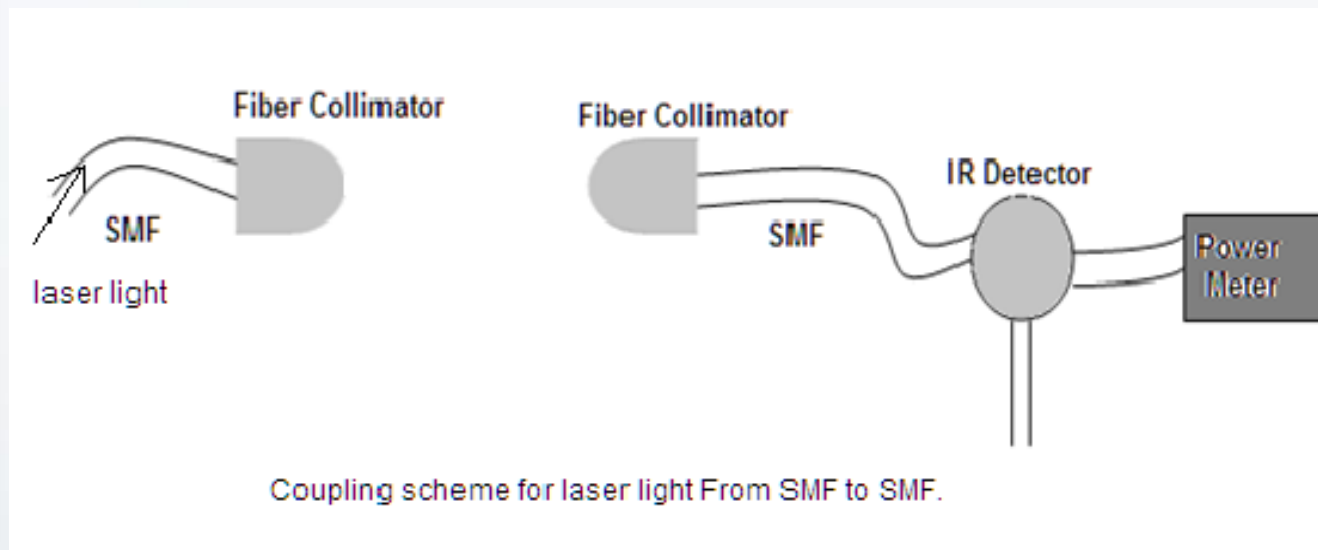 Fiber Collimator
Fiber Collimator
IR Detector
SMF
SMF
Power
Meter
laser light
Coupling scheme for laser light From SMF to SMF.